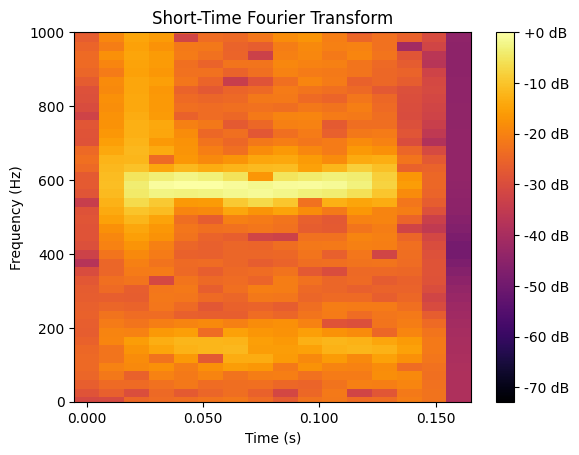 Short-Time Fourier Transform
1000
800
600
400
200
0
Frequency (Hz)
0.000
0.050
0.100
0.150
Time (s)
+0 dB
-10 dB
-20 dB
-30 dB
-40 dB
-50 dB
-60 dB
-70 dB